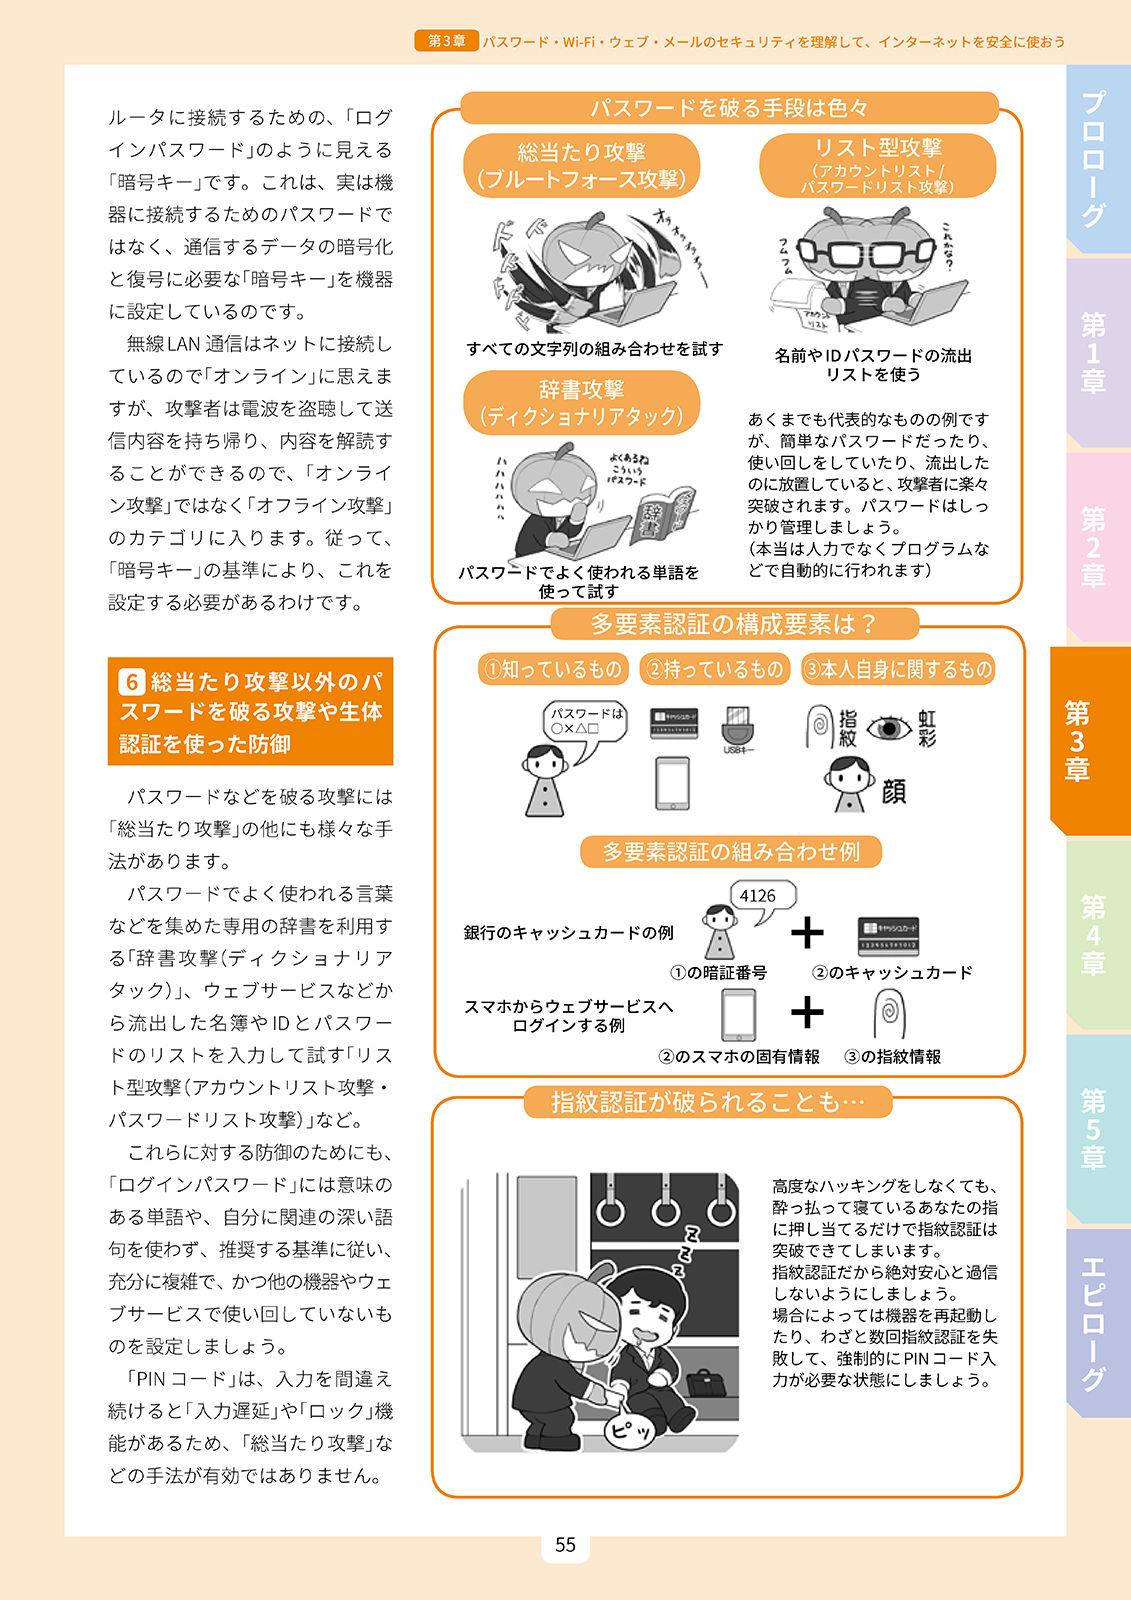 第3章 パスワード・Wi-Fi・ウェブ・メールのセキュリティを理解して、インターネットを安全に使おう
ルータに接続するための、「ログ
インパスワード」のように見える
「暗号キー」です。これは、実は機
器に接続するためのパスワードで
はなく、通信するデータの暗号化
と復号に必要な「暗号キー」を機器
に設定しているのです。
無線LAN通信はネットに接続し
ているので「オンライン」に思えま
すが、攻撃者は電波を盗聴して送
信内容を持ち帰り、内容を解読す
ることができるので、「オンライ
ン攻撃」ではなく「オフライン攻撃」
のカテゴリに入ります。従って、
「暗号キー」の基準により、これを
設定する必要があるわけです。
6 総当たり攻撃以外のパ
スワードを破る攻撃や生体
認証を使った防御
パスワードなどを破る攻撃には
「総当たり攻撃」の他にも様々な手
法があります。
パスワードでよく使われる言葉
などを集めた専用の辞書を利用す
る「辞書攻撃(ディクショナリア
タック)」、ウェブサービスなどか
ら流出した名簿やIDとパスワー
ドのリストを入力して試す「リス
ト型攻撃(アカウントリスト攻撃・
パスワードリスト攻撃)」など。
これらに対する防御のためにも、
「ログインパスワード」には意味の
ある単語や、自分に関連の深い語
句を使わず、推奨する基準に従い、
充分に複雑で、かつ他の機器やウェ
ブサービスで使い回していないも
のを設定しましょう。
「PINコード」は、入力を間違え
続けると「入力遅延」や「ロック」機
能があるため、「総当たり攻撃」な
どの手法が有効ではありません。
パスワードを破る手段は色々
総当たり攻撃
(ブルートフォース攻撃)
ドドドドド
オラオラオラオラー
すべての文字列の組み合わせを試す
リスト型攻撃
(アカウントリスト/
パスワードリスト攻撃)
フムフム
これかな?
アカウント
リスト
名前やIDパスワードの流出
リストを使う
辞書攻撃
(ディクショナリアタック)
ハハハハハハ
よくあるね
こういう
パスワード
辞書
パスワードでよく使われる単語を
使って試す
あくまでも代表的なものの例です
が、簡単なパスワードだったり、
使い回しをしていたり、流出した
のに放置していると、攻撃者に楽々
突破されます。パスワードはしっ
かり管理しましょう。
(本当は人力でなくプログラムな
どで自動的に行われます)
多要素認証の構成要素は?
①知っているもの
②持っているもの
③本人自身に関するもの
パスワードは
○×△□
キャッシュカード
USBキー
指紋
虹彩
顔
多要素認証の組み合わせ例
銀行のキャッシュカードの例
4126
+
キャッシュカード
①の暗証番号
②のキャッシュカード
スマホからウェブサービスへ
ログインする例
+
②のスマホの固有情報
③の指紋情報
指紋認証が破られることも…
z z z z
ピッ
高度なハッキングをしなくても、
酔っ払って寝ているあなたの指
に押し当てるだけで指紋認証は
突破できてしまいます。
指紋認証だから絶対安心と過信
しないようにしましょう。
場合によっては機器を再起動し
たり、わざと数回指紋認証を失
敗して、強制的にPINコード入
力が必要な状態にしましょう。
プロローグ
第1章
第2章
第3章
第4章
第5章
エピローグ
55